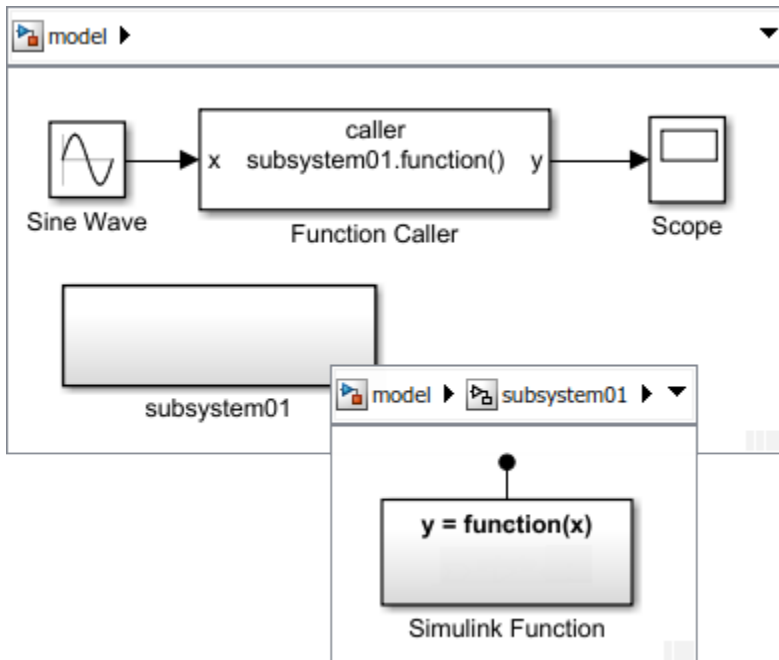 model
caller
x subsystem01.function() y
Sine Wave
Function Caller
Scope
subsystem01
model subsystem01
y = function(x)
Simulink Function